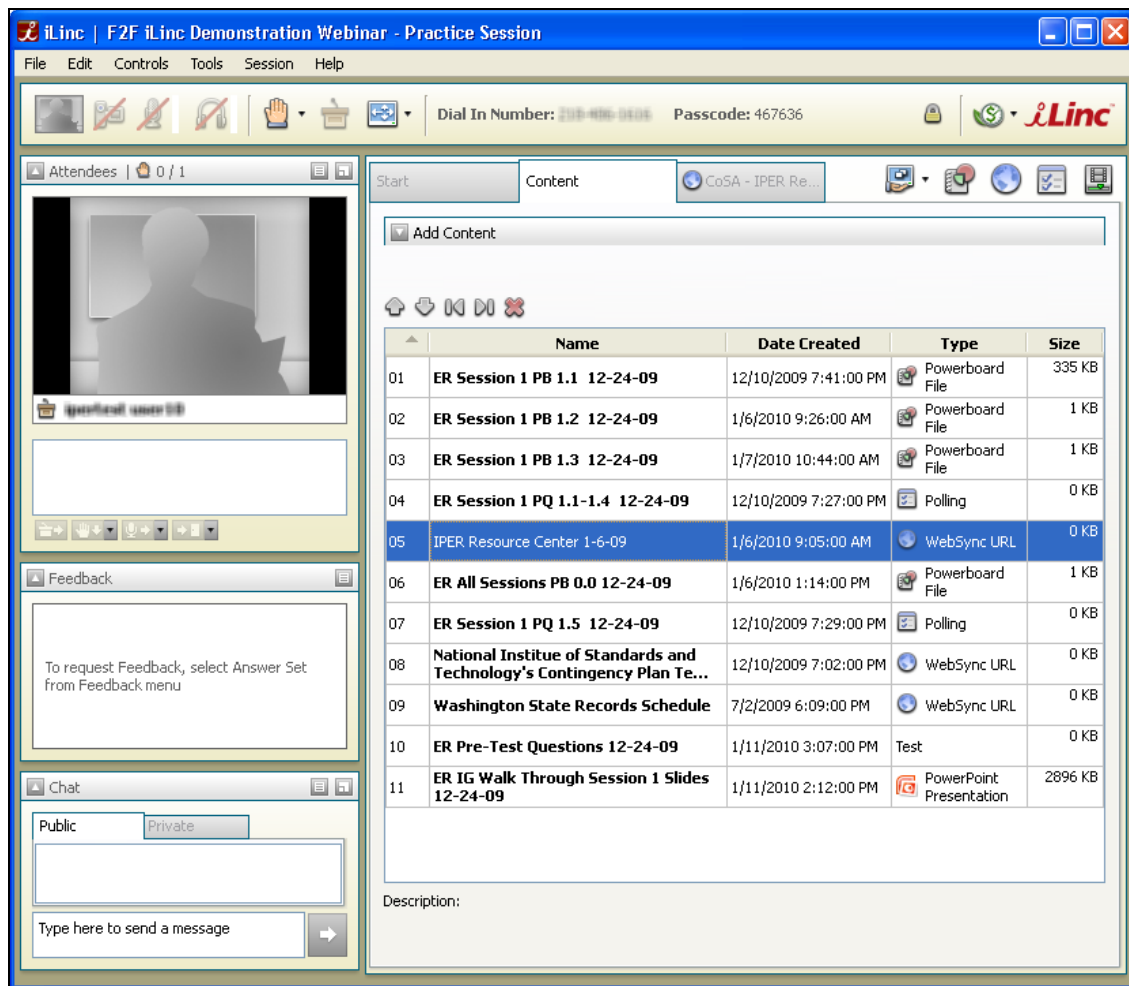 iLinc | F2F iLinc Demonstration Webinar - Practice Session
File Edit Controls Tools Session Help
Dial In Number: Passcode: 467636
iLinc
Attendees | 0 / 1
Feedback
To request Feedback, select Answer Set
from Feedback menu
Chat
Public Private
Type here to send a message
Start Content CoSA - IPER Re...
Add Content
Name Date Created Type Size
01 ER Session 1 PB 1.1 12-24-09 12/10/2009 7:41:00 PM Powerboard File 335 KB
02 ER Session 1 PB 1.2 12-24-09 1/6/2010 9:26:00 AM Powerboard File 1 KB
03 ER Session 1 PB 1.3 12-24-09 1/7/2010 10:44:00 AM Powerboard File 1 KB
04 ER Session 1 PQ 1.1-1.4 12-24-09 12/10/2009 7:27:00 PM Polling 0 KB
05 IPER Resource Center 1-6-09 1/6/2010 9:05:00 AM WebSync URL 0 KB
06 ER All Sessions PB 0.0 12-24-09 1/6/2010 1:14:00 PM Powerboard File 1 KB
07 ER Session 1 PQ 1.5 12-24-09 12/10/2009 7:29:00 PM Polling 0 KB
08 National Institue of Standards and Technology's Contingency Plan Te... 12/10/2009 7:02:00 PM WebSync URL 0 KB
09 Washington State Records Schedule 7/2/2009 6:09:00 PM WebSync URL 0 KB
10 ER Pre-Test Questions 12-24-09 1/11/2010 3:07:00 PM Test 0 KB
11 ER IG Walk Through Session 1 Slides 12-24-09 1/11/2010 2:12:00 PM PowerPoint Presentation 2896 KB
Description: